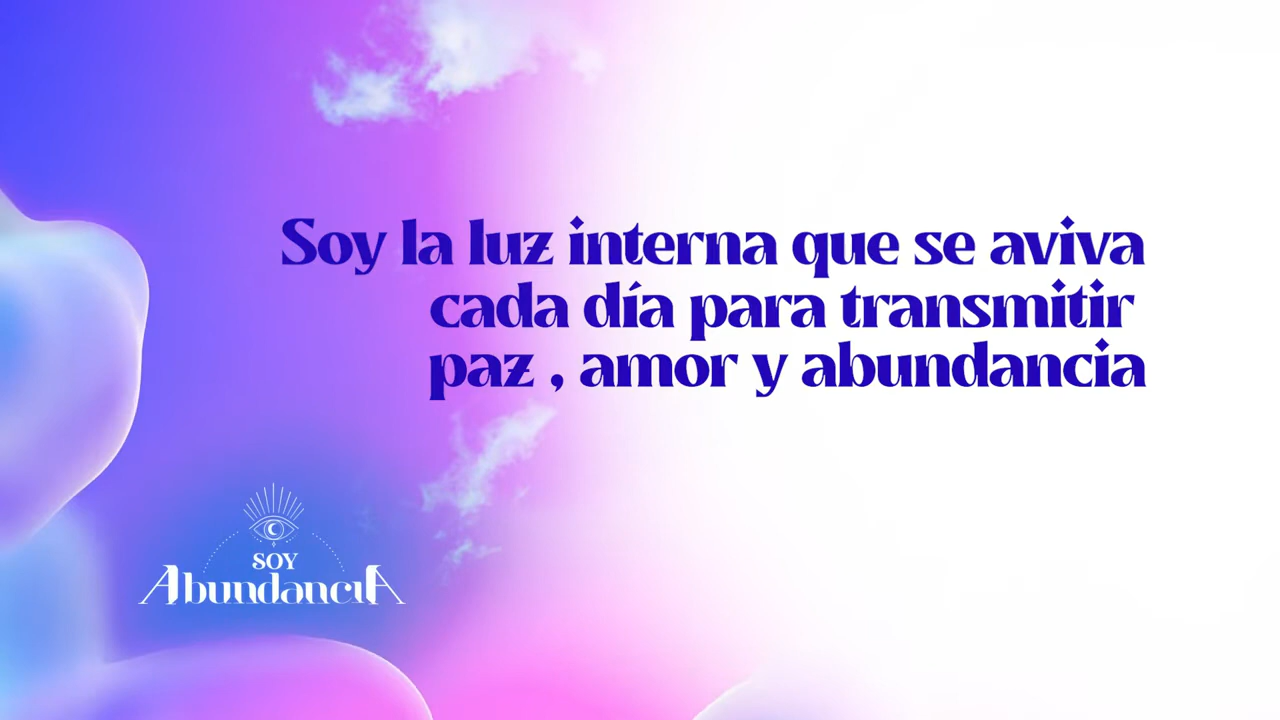 Soy la luz interna que se aviva
cada día para transmitir
paz , amor y abundancia
SOY
AbundanciA